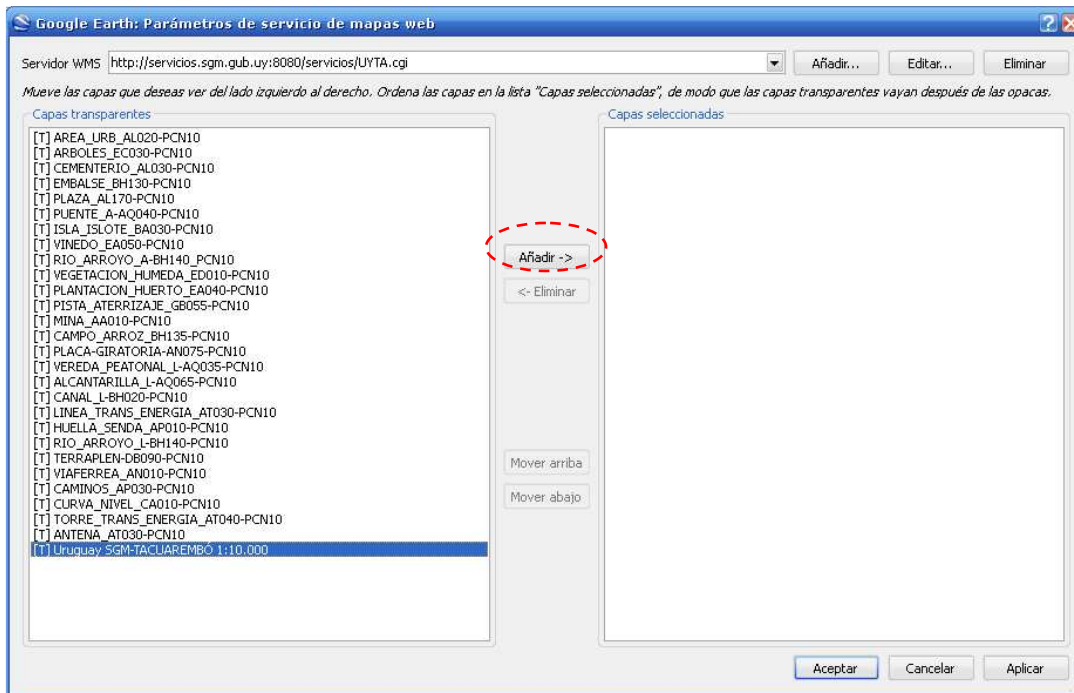 Google Earth: Parámetros de servicio de mapas web
Servidor WMS http://servicios.sgm.gub.uy:8080/servicios/UYTA.cgi Añadir... Editar... Eliminar
Mueve las capas que deseas ver del lado izquierdo al derecho. Ordena las capas en la lista "Capas seleccionadas", de modo que las capas transparentes vayan después de las opacas.
Capas transparentes
[T] AREA_URB_AL020-PCN10
[T] ARBOLES_EC030-PCN10
[T] CEMENTERIO_AL030-PCN10
[T] EMBALSE_BH130-PCN10
[T] PLAZA_AL170-PCN10
[T] PUENTE_A-AQ040-PCN10
[T] ISLA_ISLOTE_BA030-PCN10
[T] VINEDO_EA050-PCN10
[T] RIO_ARROYO_A-BH140_PCN10
[T] VEGETACION_HUMEDA_ED010-PCN10
[T] PLANTACION_HUERTO_EA040-PCN10
[T] PISTA_ATERRIZAJE_GB055-PCN10
[T] MINA_AA010-PCN10
[T] CAMPO_ARROZ_BH135-PCN10
[T] PLACA-GIRATORIA-AN075-PCN10
[T] VEREDA_PEATONAL_L-AQ035-PCN10
[T] ALCANTARILLA_L-AQ065-PCN10
[T] CANAL_L-BH020-PCN10
[T] LINEA_TRANS_ENERGIA_AT030-PCN10
[T] HUELLA_SENDA_AP010-PCN10
[T] RIO_ARROYO_L-BH140-PCN10
[T] TERRAPLEN-DB090-PCN10
[T] VIAFERREA_AN010-PCN10
[T] CAMINOS_AP030-PCN10
[T] CURVA_NIVEL_CA010-PCN10
[T] TORRE_TRANS_ENERGIA_AT040-PCN10
[T] ANTENA_AT030-PCN10
[T] Uruguay SGM-TACUAREMBÓ 1:10.000
Añadir ->
<- Eliminar
Mover arriba
Mover abajo
Capas seleccionadas
Aceptar Cancelar Aplicar